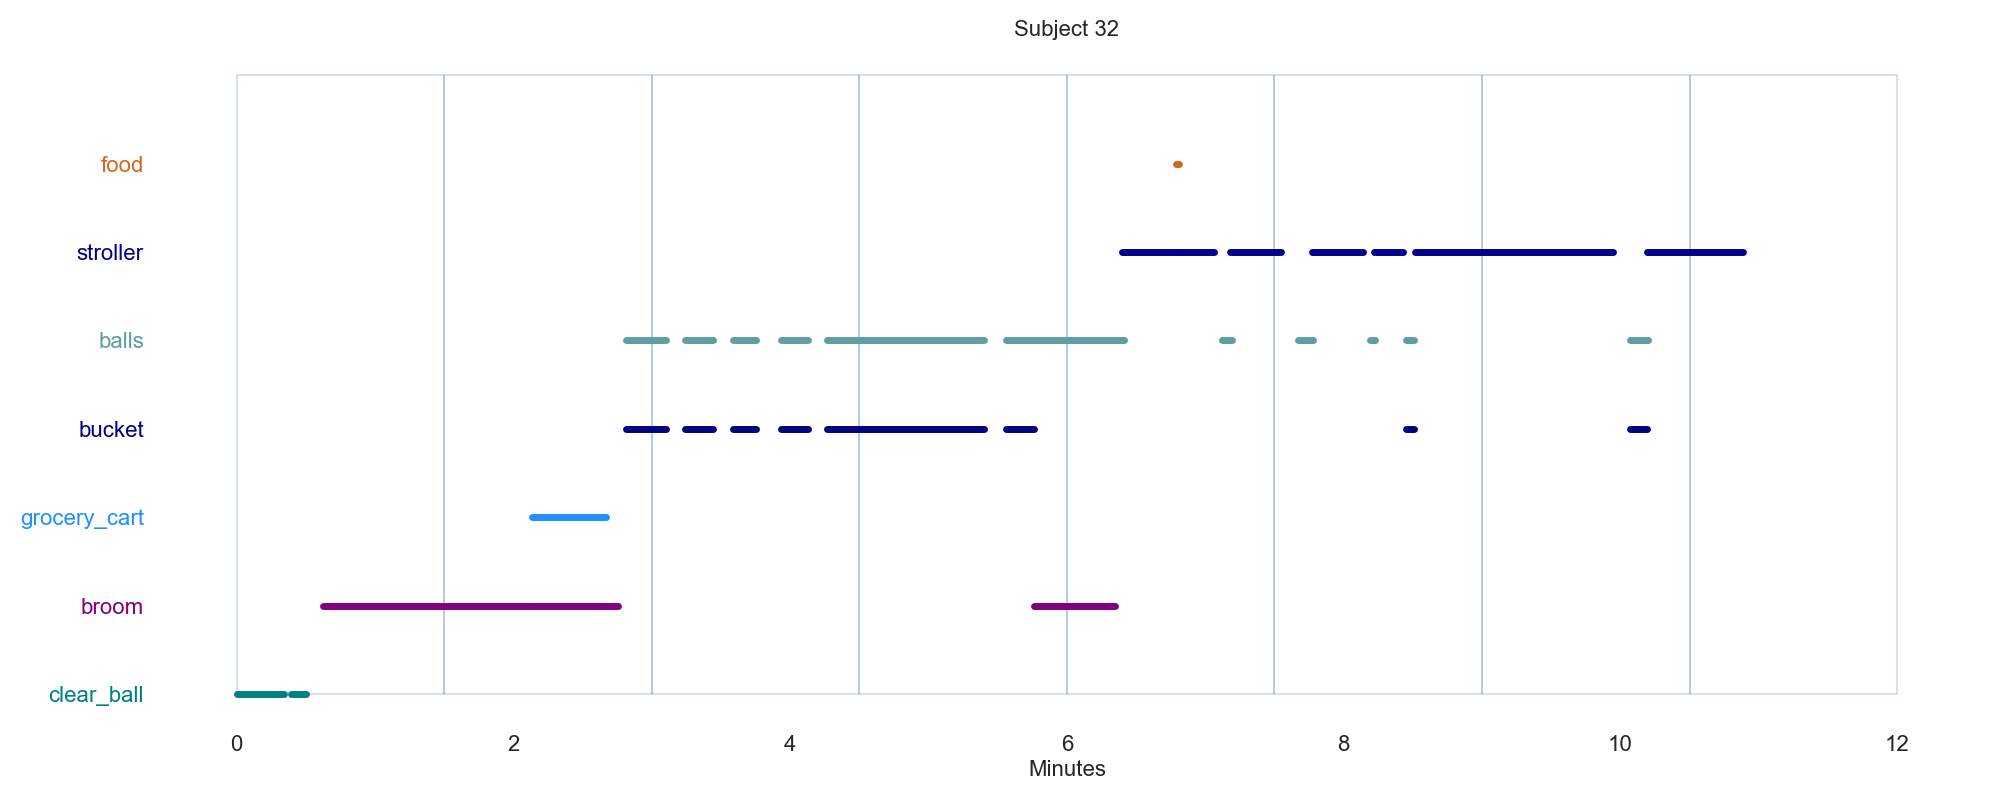 Subject 32
food
stroller
balls
bucket
grocery_cart
broom
clear_ball
0 2 4 6 8 10 12
Minutes